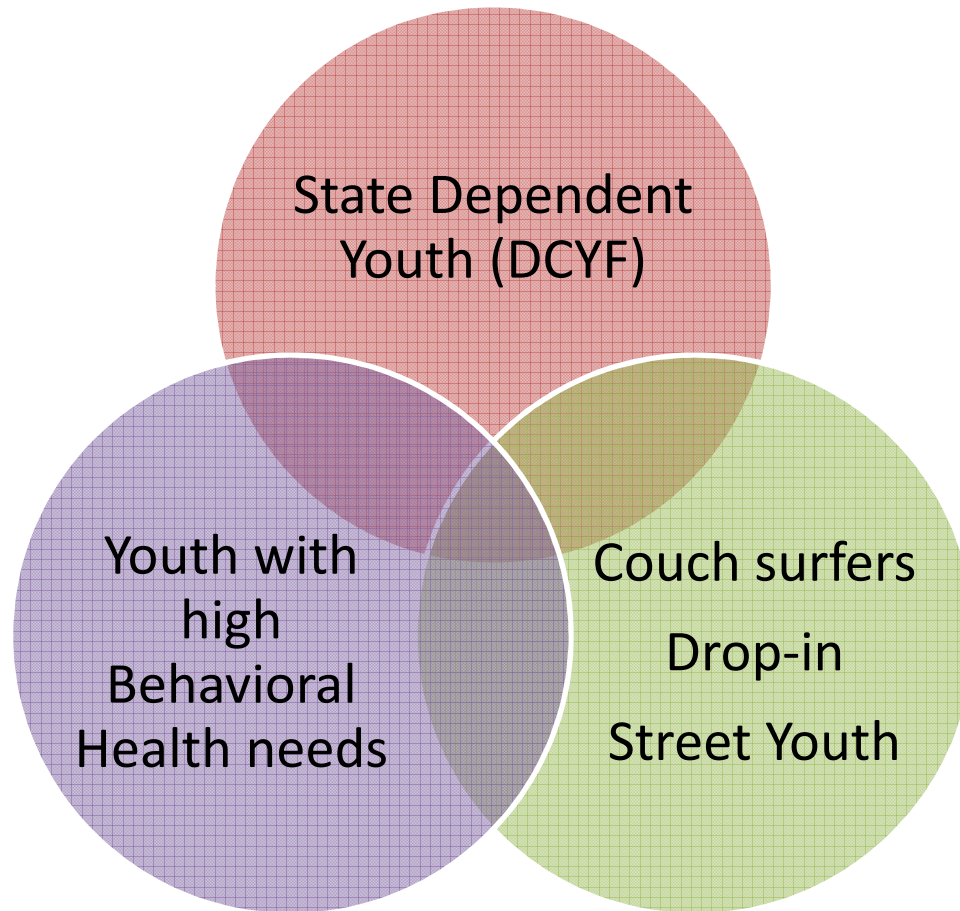 State Dependent
Youth (DCYF)
Youth with
high
Behavioral
Health needs
Couch surfers
Drop-in
Street Youth